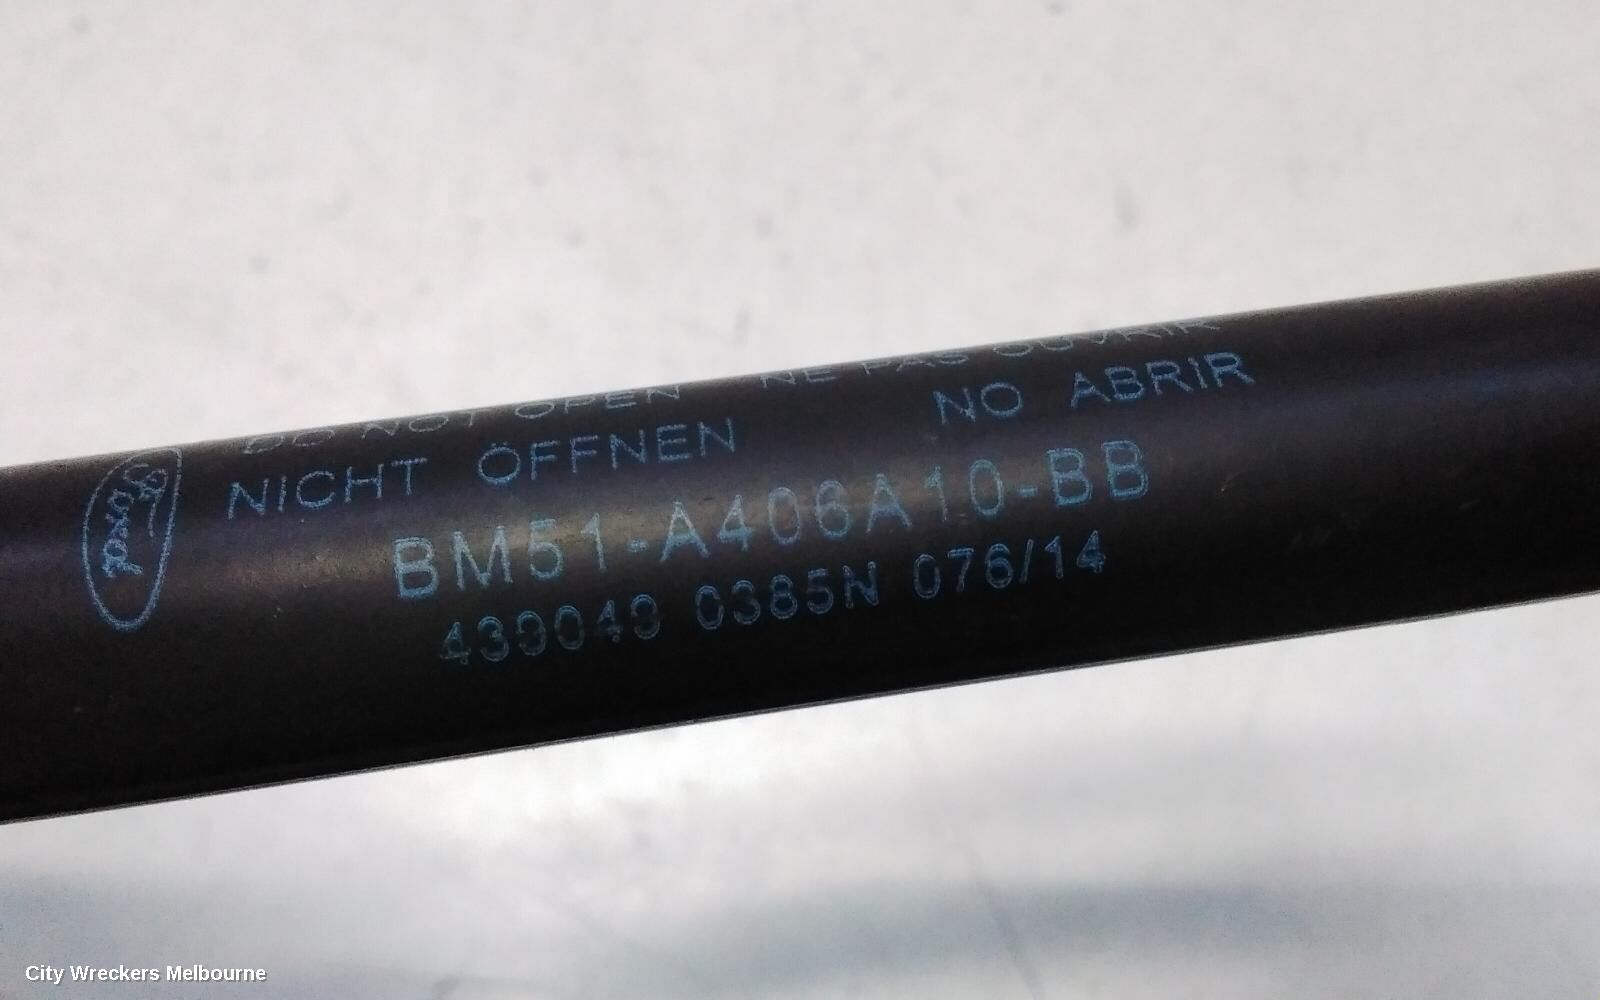 DO NOT OPEN NE PAS OUVRIR
NICHT ÖFFNEN NO ABRIR
Ford
BM51-A406A10-BB
439049 0385N 076/14
City Wreckers Melbourne